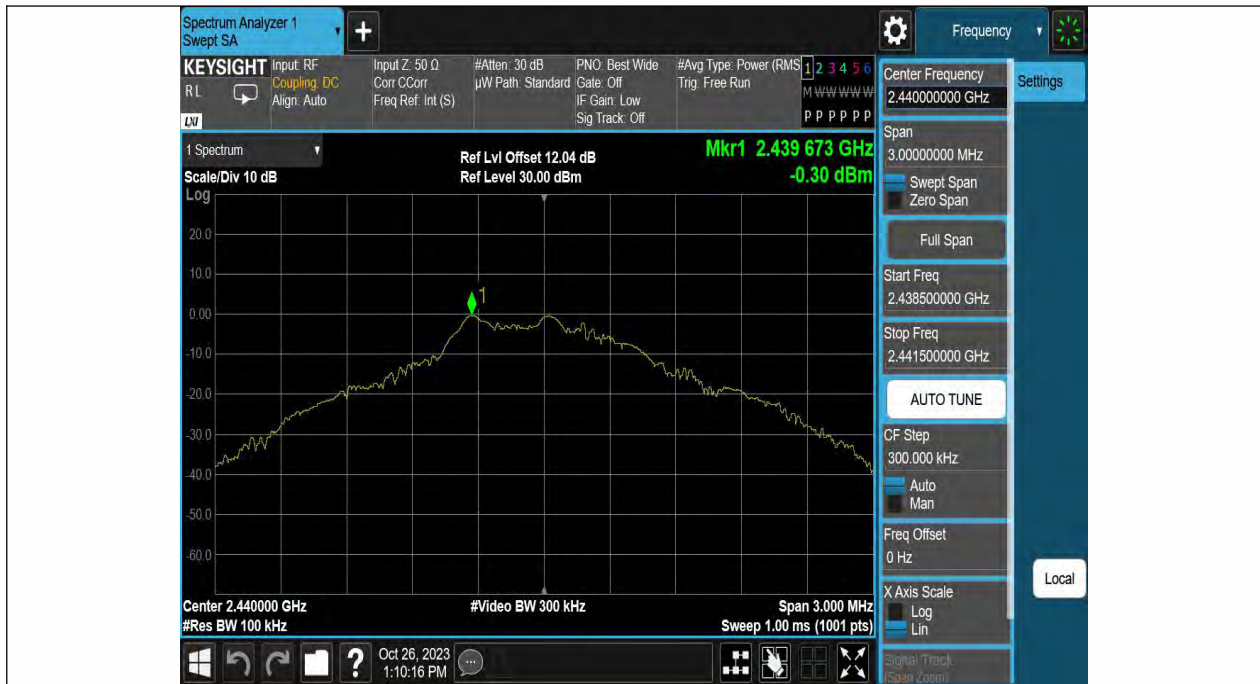 Spectrum Analyzer 1
Swept SA
+
Frequency
KEYSIGHT
R L
LXI
Input: RF
Coupling: DC
Align: Auto
Input Z: 50 Ω
Corr CCorr
Freq Ref: Int (S)
#Atten: 30 dB
µW Path: Standard
PNO: Best Wide
Gate: Off
IF Gain: Low
Sig Track: Off
#Avg Type: Power (RMS
Trig: Free Run
1 2 3 4 5 6
M W W W W W
P P P P P P
1 Spectrum
Scale/Div 10 dB
Log
Ref Lvl Offset 12.04 dB
Ref Level 30.00 dBm
Mkr1 2.439 673 GHz
-0.30 dBm
20.0
10.0
0.00
-10.0
-20.0
-30.0
-40.0
-50.0
-60.0
1
Center 2.440000 GHz
#Res BW 100 kHz
#Video BW 300 kHz
Span 3.000 MHz
Sweep 1.00 ms (1001 pts)
Center Frequency
2.440000000 GHz
Settings
Span
3.00000000 MHz
Swept Span
Zero Span
Full Span
Start Freq
2.438500000 GHz
Stop Freq
2.441500000 GHz
AUTO TUNE
CF Step
300.000 kHz
Auto
Man
Freq Offset
0 Hz
Local
X Axis Scale
Log
Lin
Signal Track
(Span Zoom)
?
Oct 26, 2023
1:10:16 PM